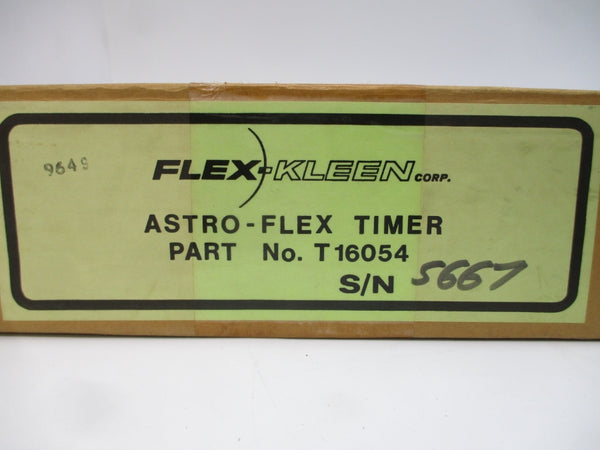 9649
FLEX-KLEEN CORP.
ASTRO-FLEX TIMER
PART No. T16054
S/N 5667